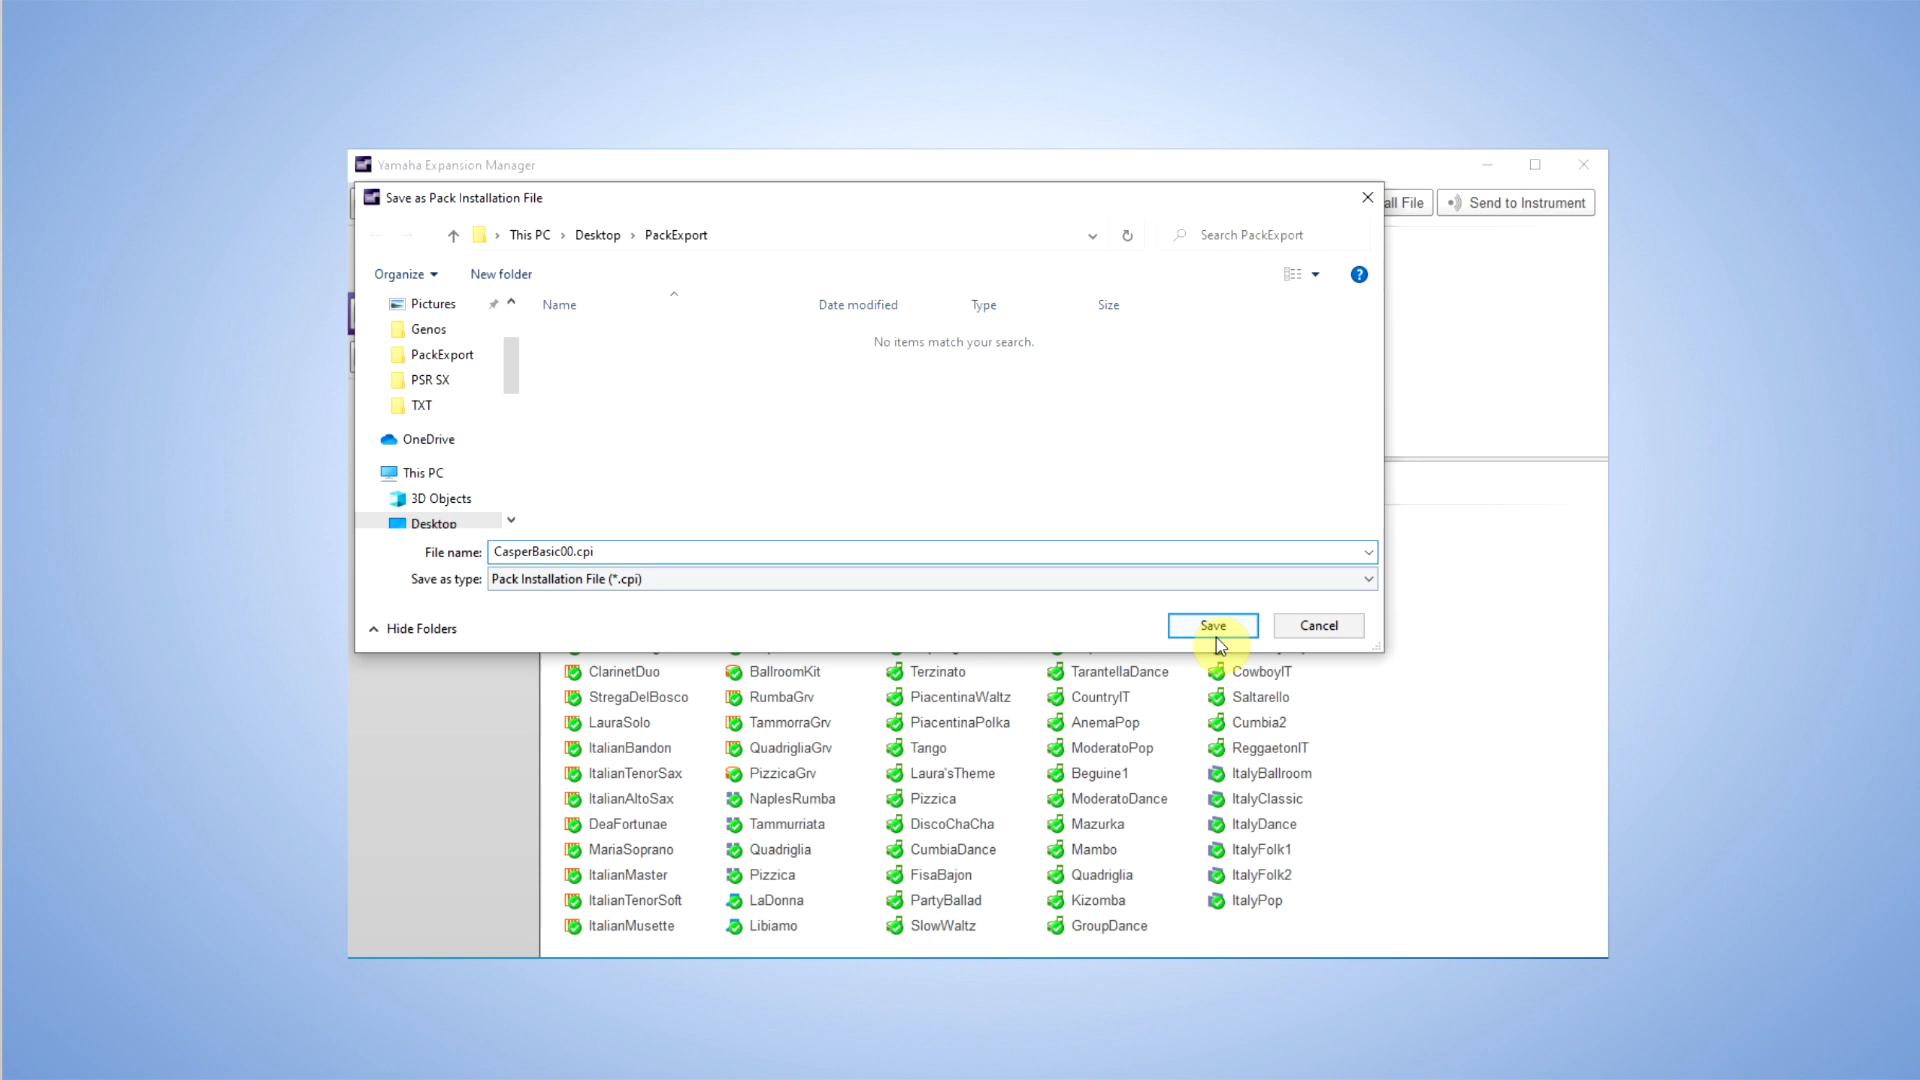 Yamaha Expansion Manager
Save as Pack Installation File
all File
Send to Instrument
This PC > Desktop > PackExport
Search PackExport
Organize
New folder
?
Name
Date modified
Type
Size
No items match your search.
Pictures
Genos
PackExport
PSR SX
TXT
OneDrive
This PC
3D Objects
Desktop
File name: CasperBasic00.cpi
Save as type: Pack Installation File (*.cpi)
Hide Folders
Save
Cancel
ClarinetDuo BallroomKit Terzinato TarantellaDance CowboyIT
StregaDelBosco RumbaGrv PiacentinaWaltz CountryIT Saltarello
LauraSolo TammorraGrv PiacentinaPolka AnemaPop Cumbia2
ItalianBandon QuadrigliaGrv Tango ModeratoPop ReggaetonIT
ItalianTenorSax PizzicaGrv Laura'sTheme Beguine1 ItalyBallroom
ItalianAltoSax NaplesRumba Pizzica ModeratoDance ItalyClassic
DeaFortunae Tammurriata DiscoChaCha Mazurka ItalyDance
MariaSoprano Quadriglia CumbiaDance Mambo ItalyFolk1
ItalianMaster Pizzica FisaBajon Quadriglia ItalyFolk2
ItalianTenorSoft LaDonna PartyBallad Kizomba ItalyPop
ItalianMusette Libiamo SlowWaltz GroupDance